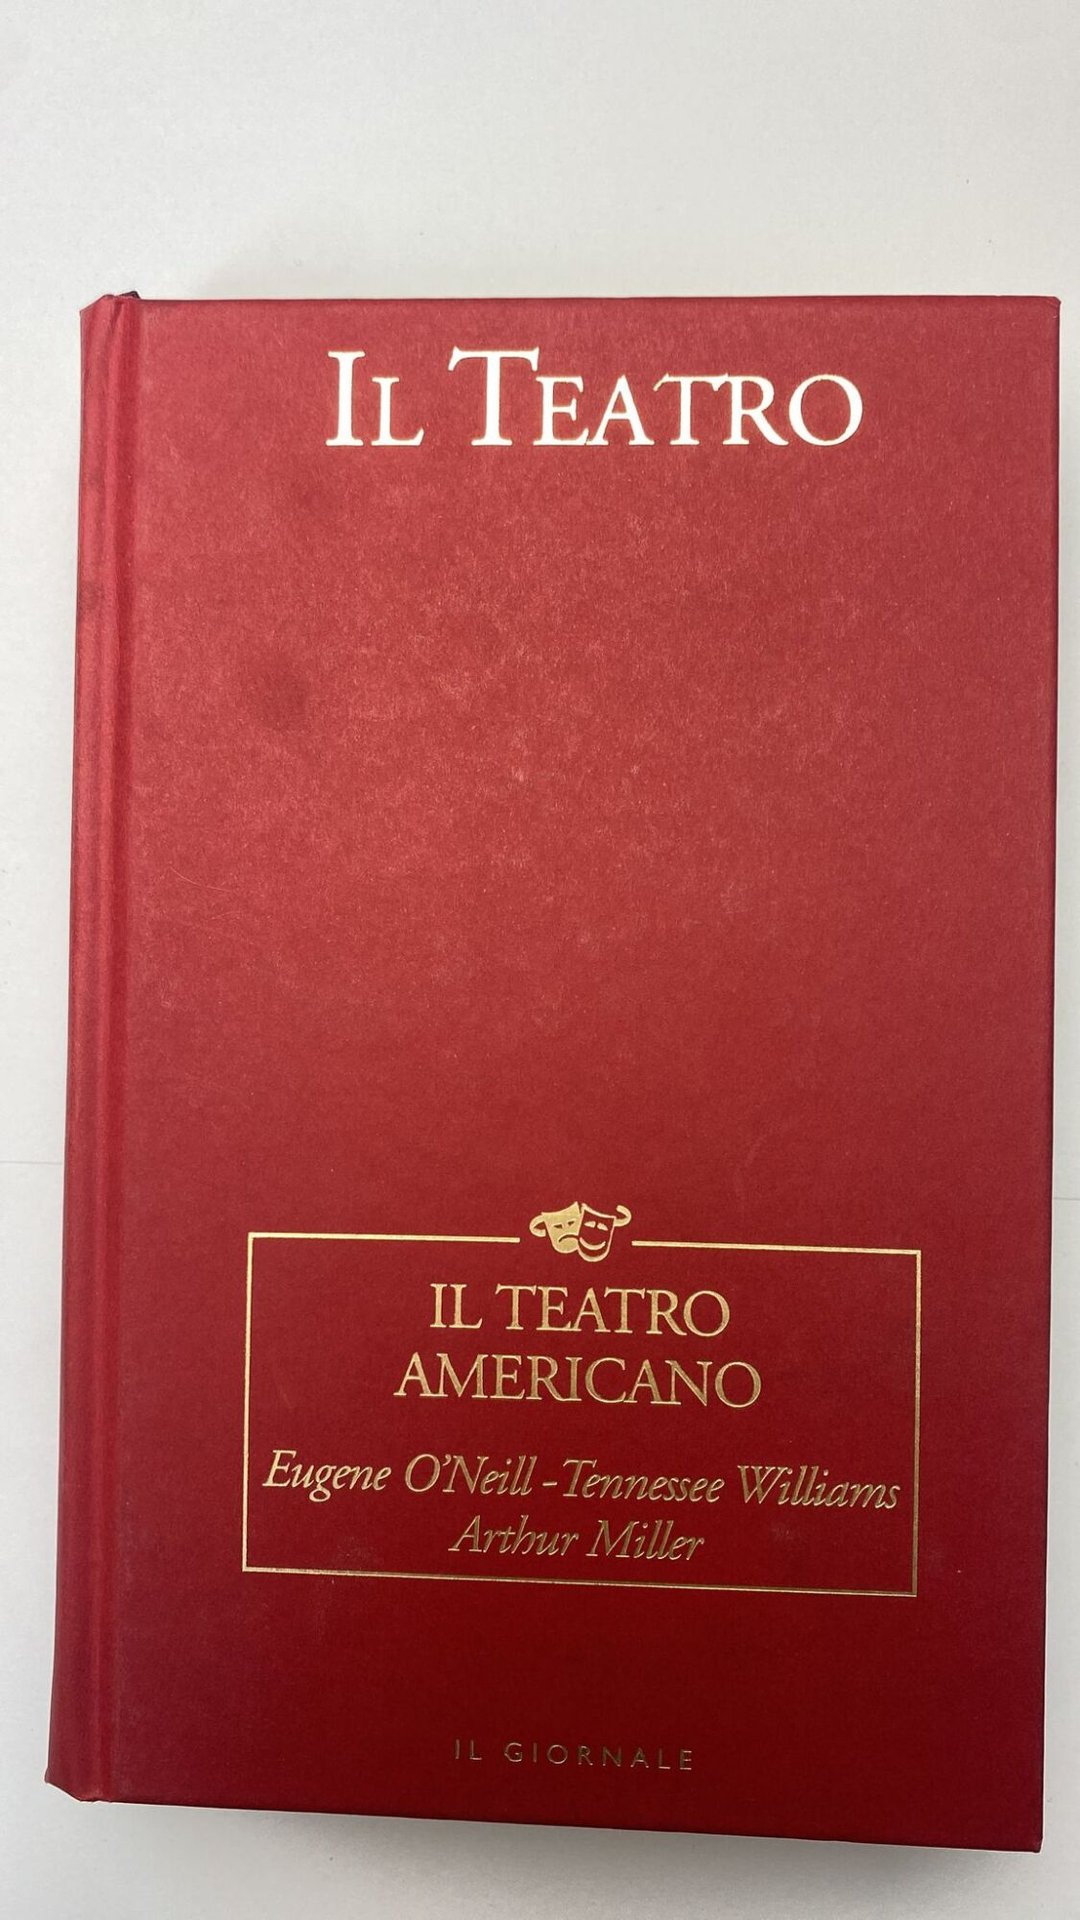 IL TEATRO
IL TEATRO
AMERICANO
Eugene O'Neill - Tennessee Williams
Arthur Miller
IL GIORNALE